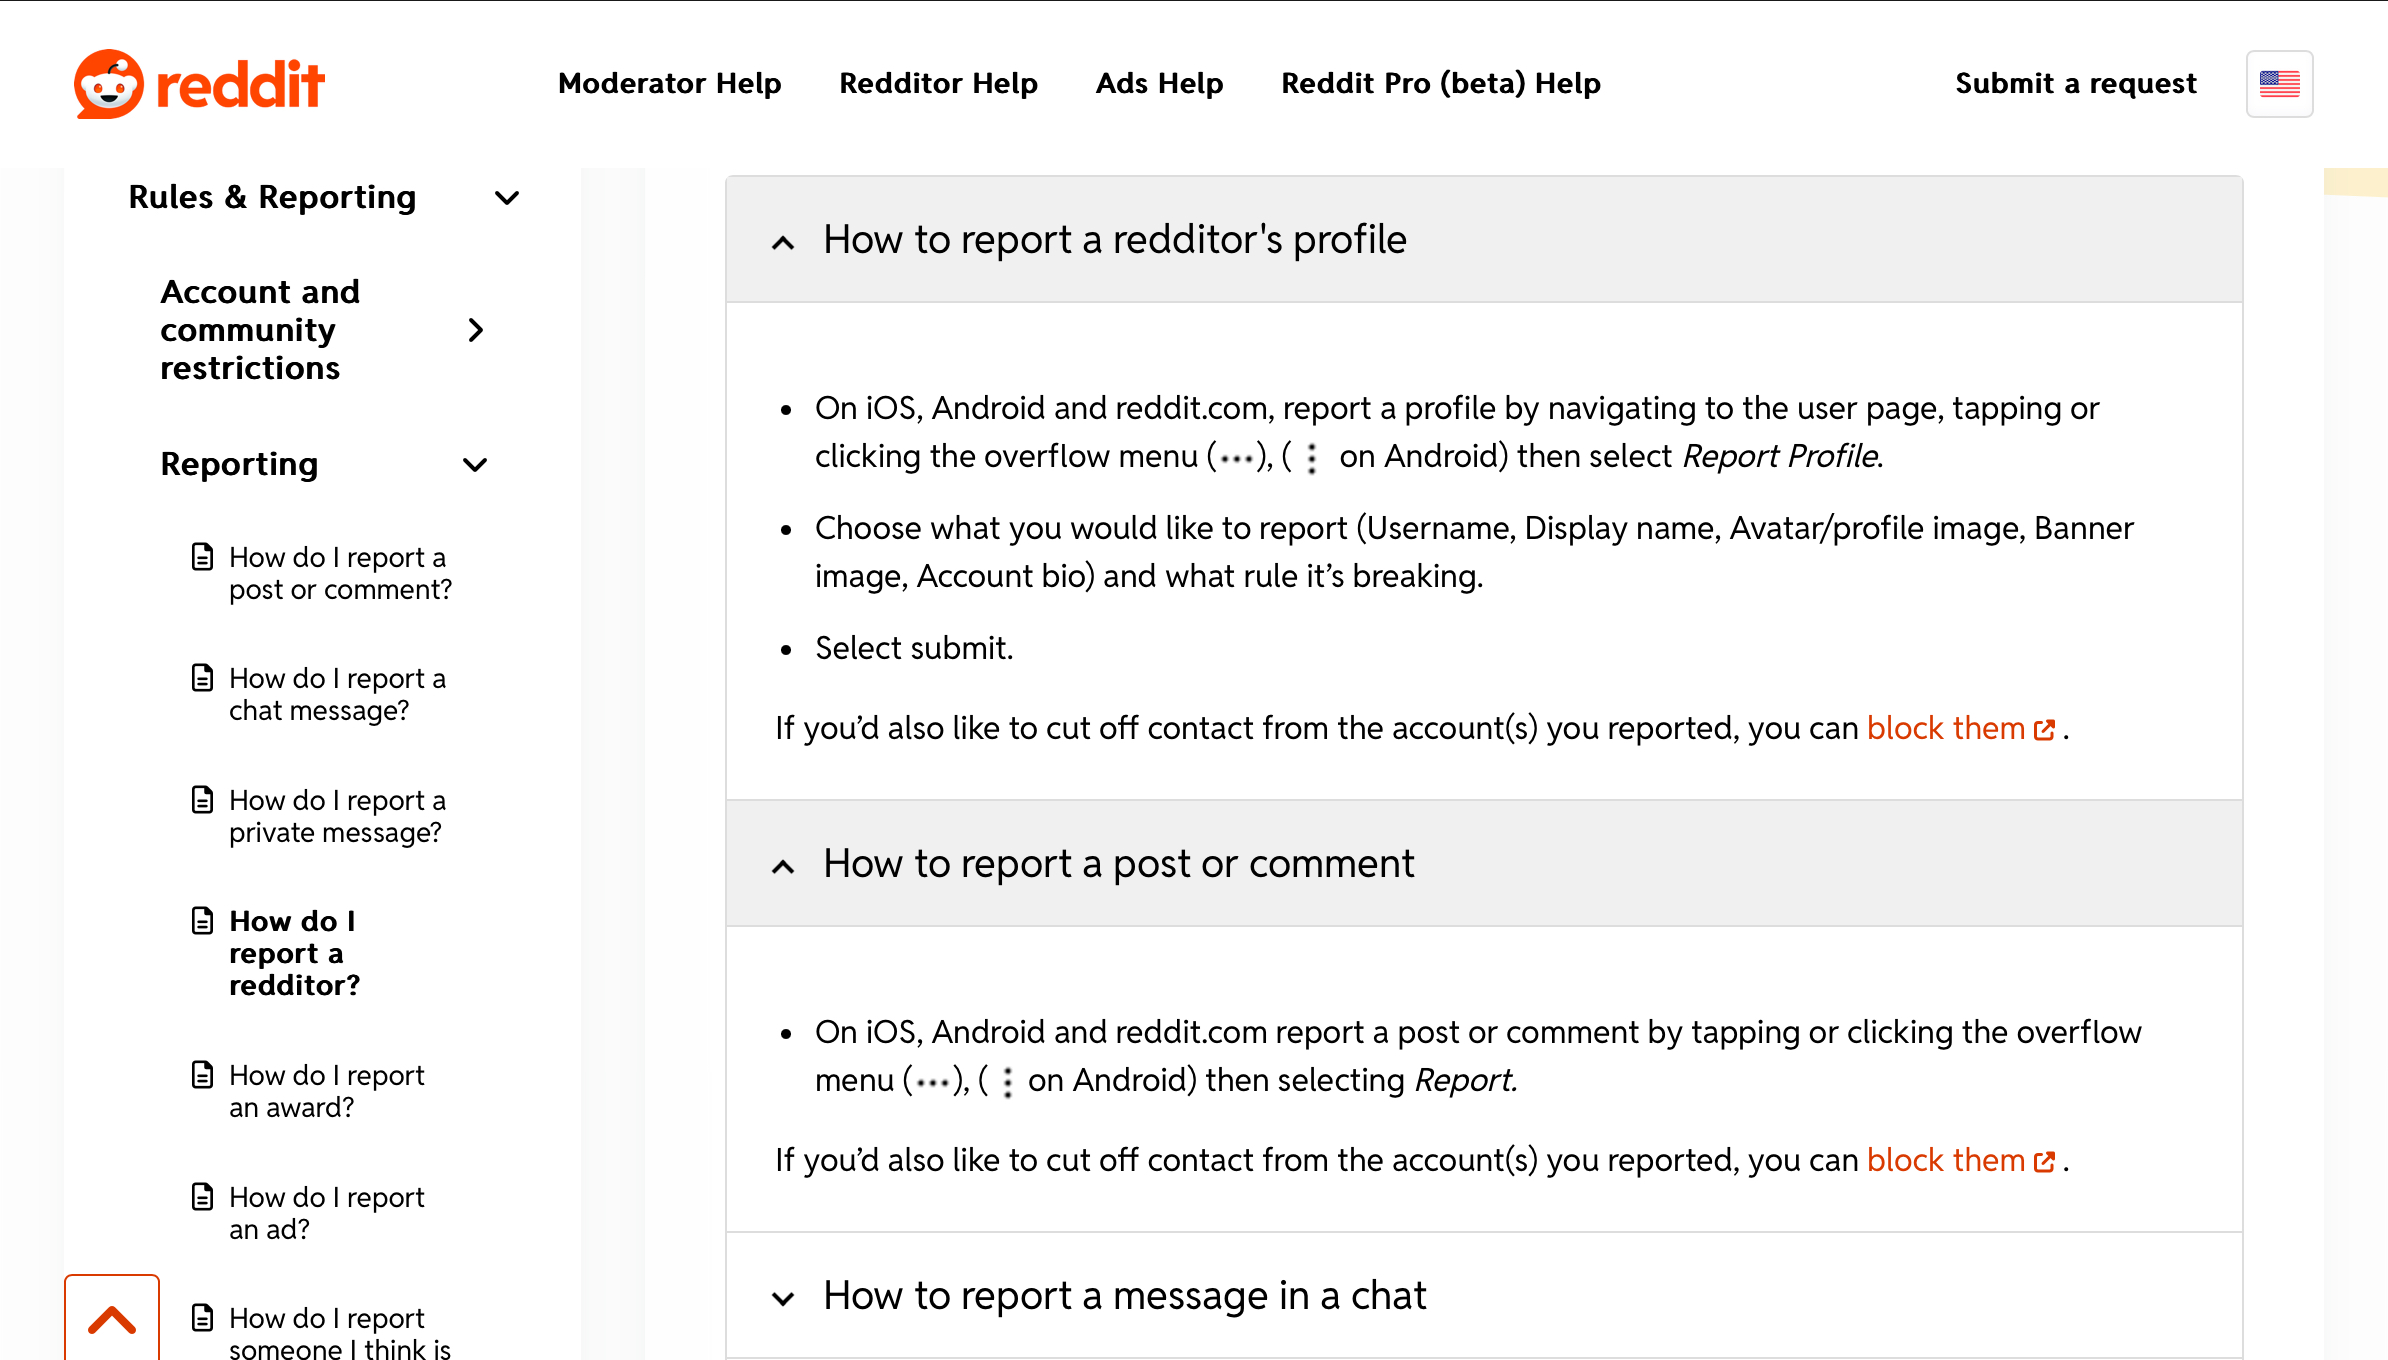 reddit
Moderator Help
Redditor Help
Ads Help
Reddit Pro (beta) Help
Submit a request
Rules & Reporting
Account and
community
restrictions
Reporting
How do I report a
post or comment?
How do I report a
chat message?
How do I report a
private message?
How do I
report a
redditor?
How do I report
an award?
How do I report
an ad?
How do I report
someone I think is
How to report a redditor's profile
• On iOS, Android and reddit.com, report a profile by navigating to the user page, tapping or
clicking the overflow menu (•••), ( ⋮ on Android) then select Report Profile.
• Choose what you would like to report (Username, Display name, Avatar/profile image, Banner
image, Account bio) and what rule it’s breaking.
• Select submit.
If you’d also like to cut off contact from the account(s) you reported, you can block them .
How to report a post or comment
• On iOS, Android and reddit.com report a post or comment by tapping or clicking the overflow
menu (•••), ( ⋮ on Android) then selecting Report.
If you’d also like to cut off contact from the account(s) you reported, you can block them .
How to report a message in a chat